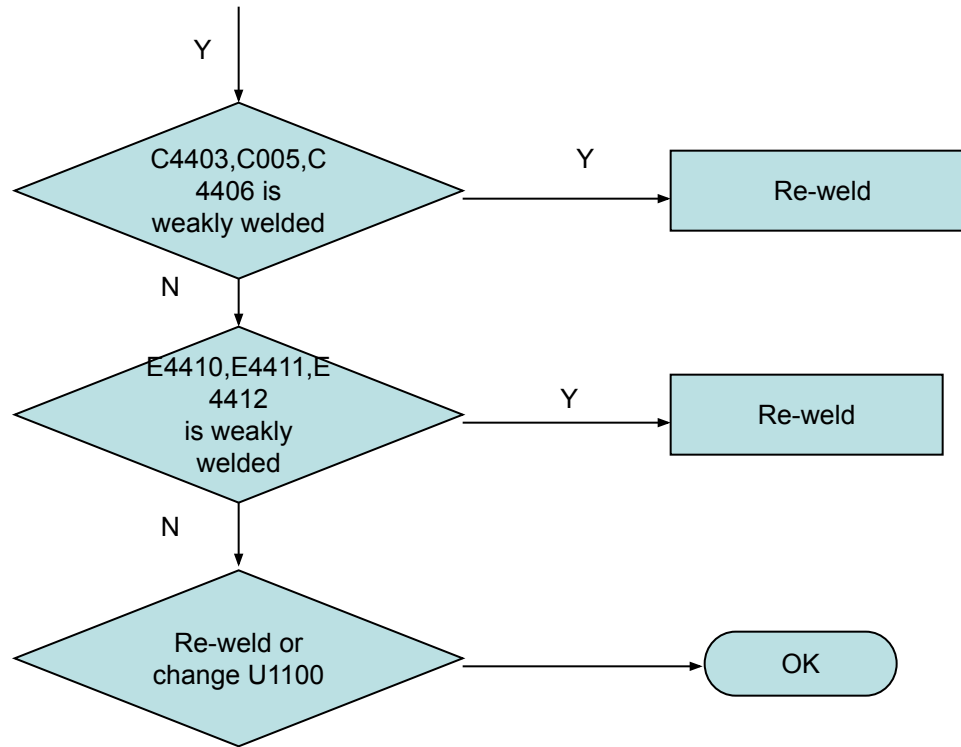 Y
C4403,C005,C
4406 is
weakly welded
Y
Re-weld
N
E4410,E4411,E
4412
is weakly
welded
Y
Re-weld
N
Re-weld or
change U1100
OK